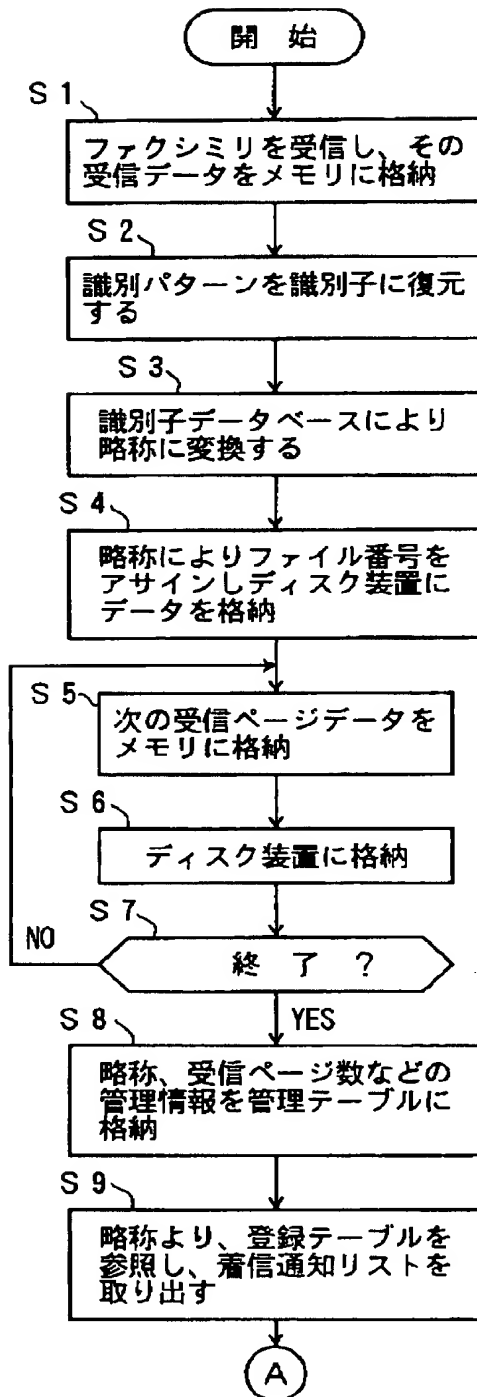 開 始
S1
ファクシミリを受信し、その
受信データをメモリに格納
S2
識別パターンを識別子に復元
する
S3
識別子データベースにより
略称に変換する
S4
略称によりファイル番号を
アサインしディスク装置に
データを格納
S5
次の受信ページデータを
メモリに格納
S6
ディスク装置に格納
S7
NO
終 了 ?
YES
S8
略称、受信ページ数などの
管理情報を管理テーブルに
格納
S9
略称より、登録テーブルを
参照し、着信通知リストを
取り出す
A